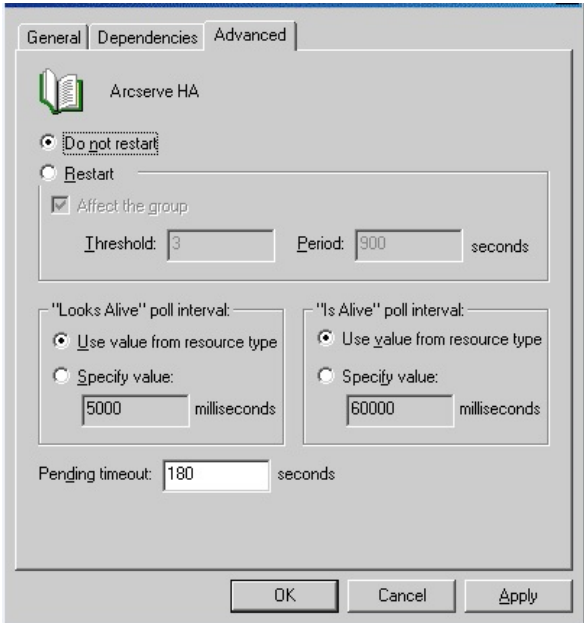 General Dependencies Advanced
Arcserve HA
Do not restart
Restart
Affect the group
Threshold: 3 Period: 900 seconds
"Looks Alive" poll interval:
Use value from resource type
Specify value:
5000 milliseconds
"Is Alive" poll interval:
Use value from resource type
Specify value:
60000 milliseconds
Pending timeout: 180 seconds
OK Cancel Apply